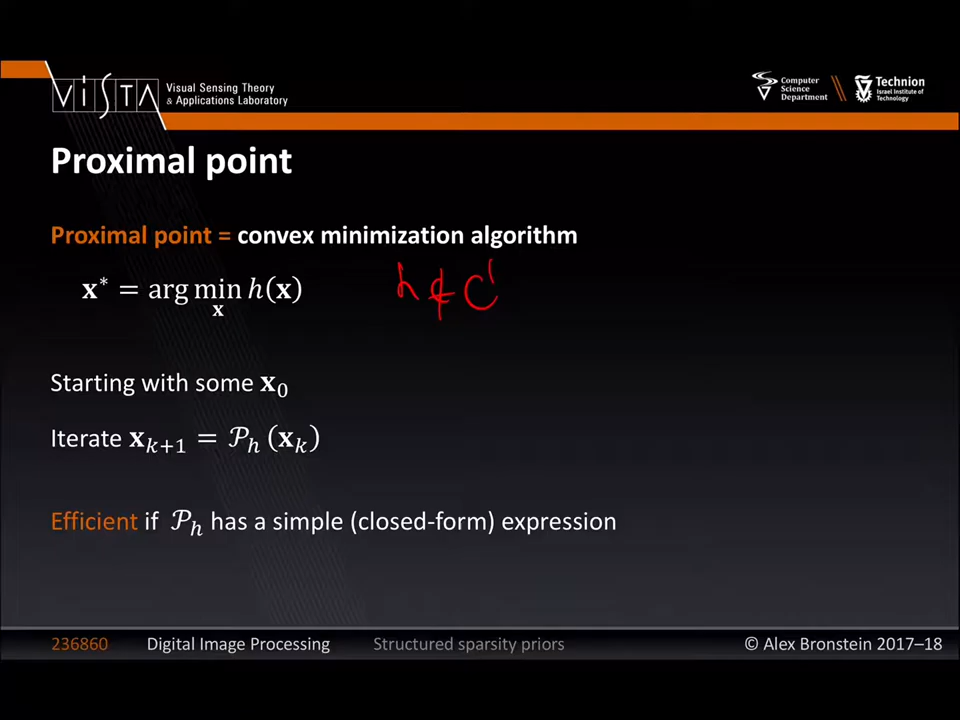 ViSTA Visual Sensing Theory & Applications Laboratory
Computer Science Department
Technion Israel Institute of Technology
Proximal point
Proximal point = convex minimization algorithm
𝐱* = arg min_𝐱 ℎ(𝐱) h ∉ C¹
Starting with some 𝐱₀
Iterate 𝐱ₖ₊₁ = 𝒫ₕ (𝐱ₖ)
Efficient if 𝒫ₕ has a simple (closed-form) expression
236860 Digital Image Processing Structured sparsity priors © Alex Bronstein 2017–18